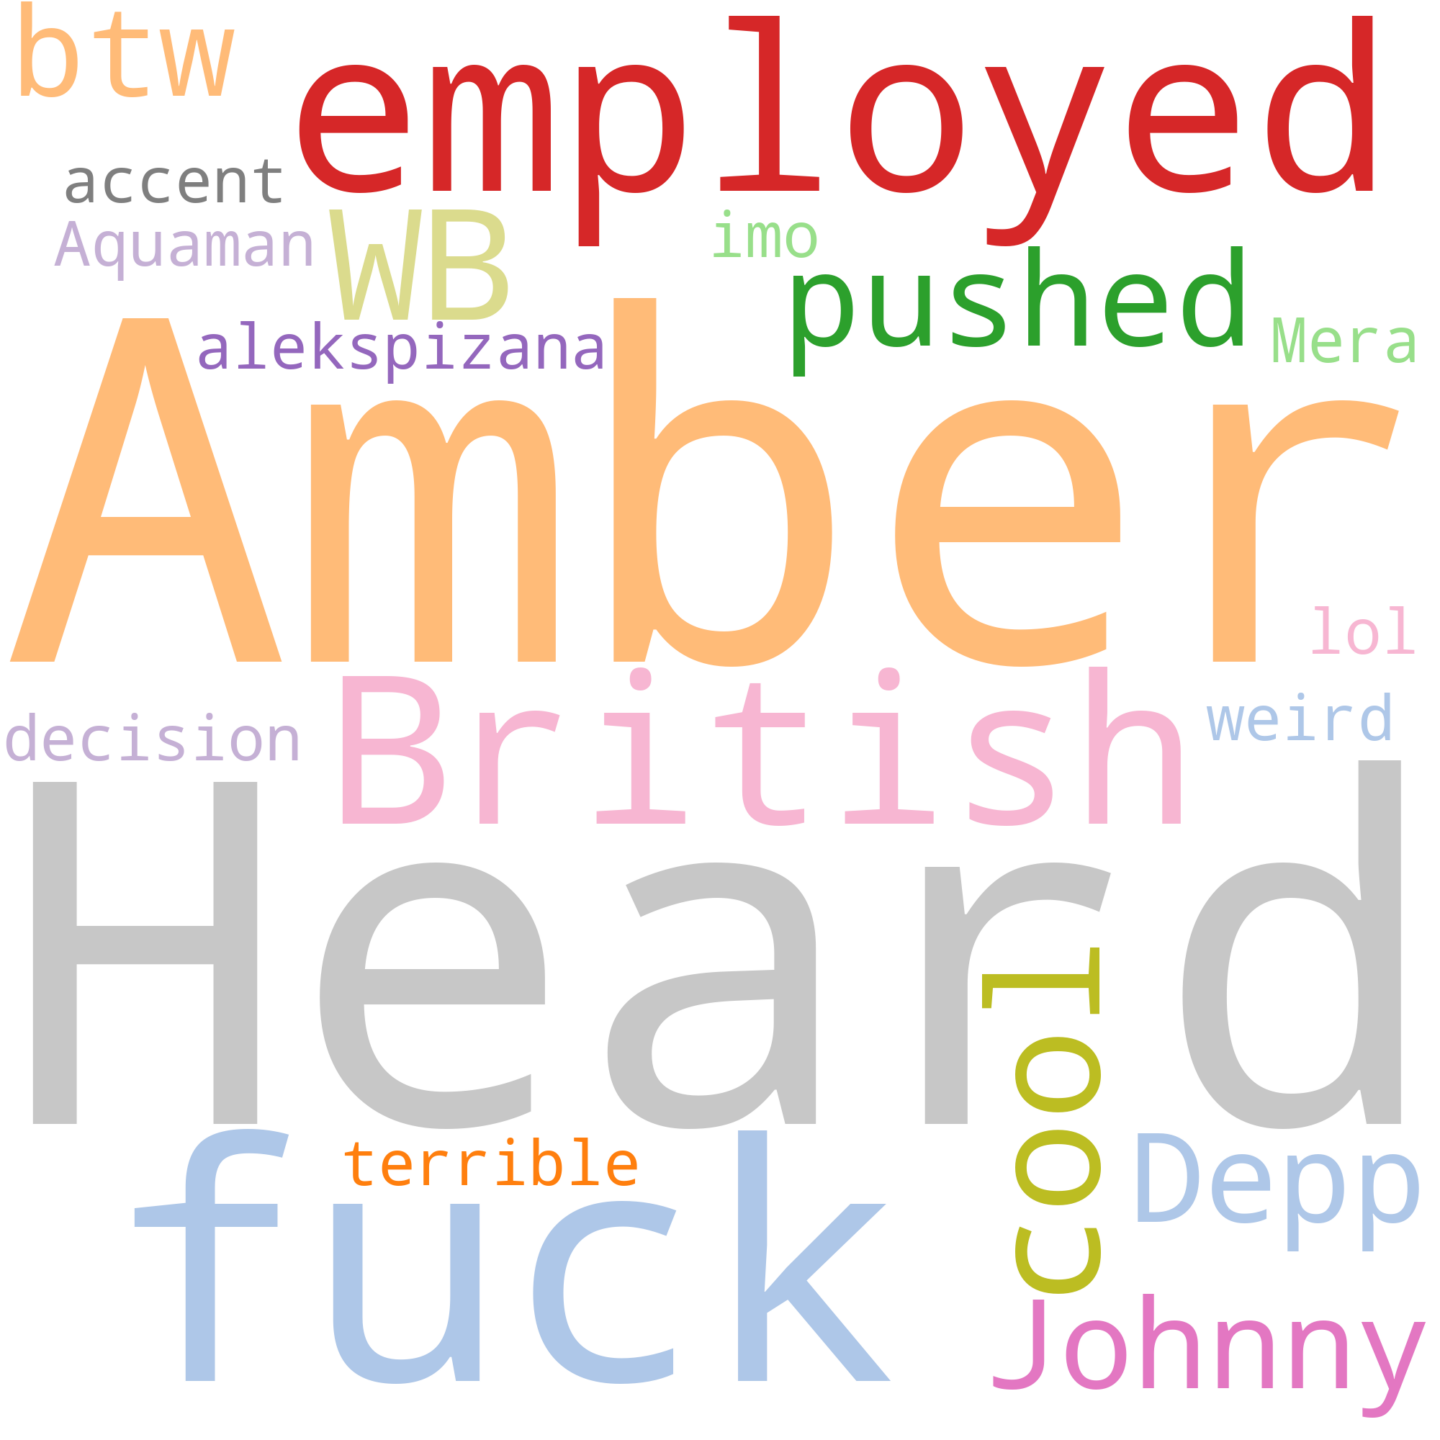 btw
employed
accent
Aquaman
WB
imo
pushed
alekspizana
Mera
Amber
lol
British
decision
weird
Heard
cool
fuck
terrible
Depp
Johnny